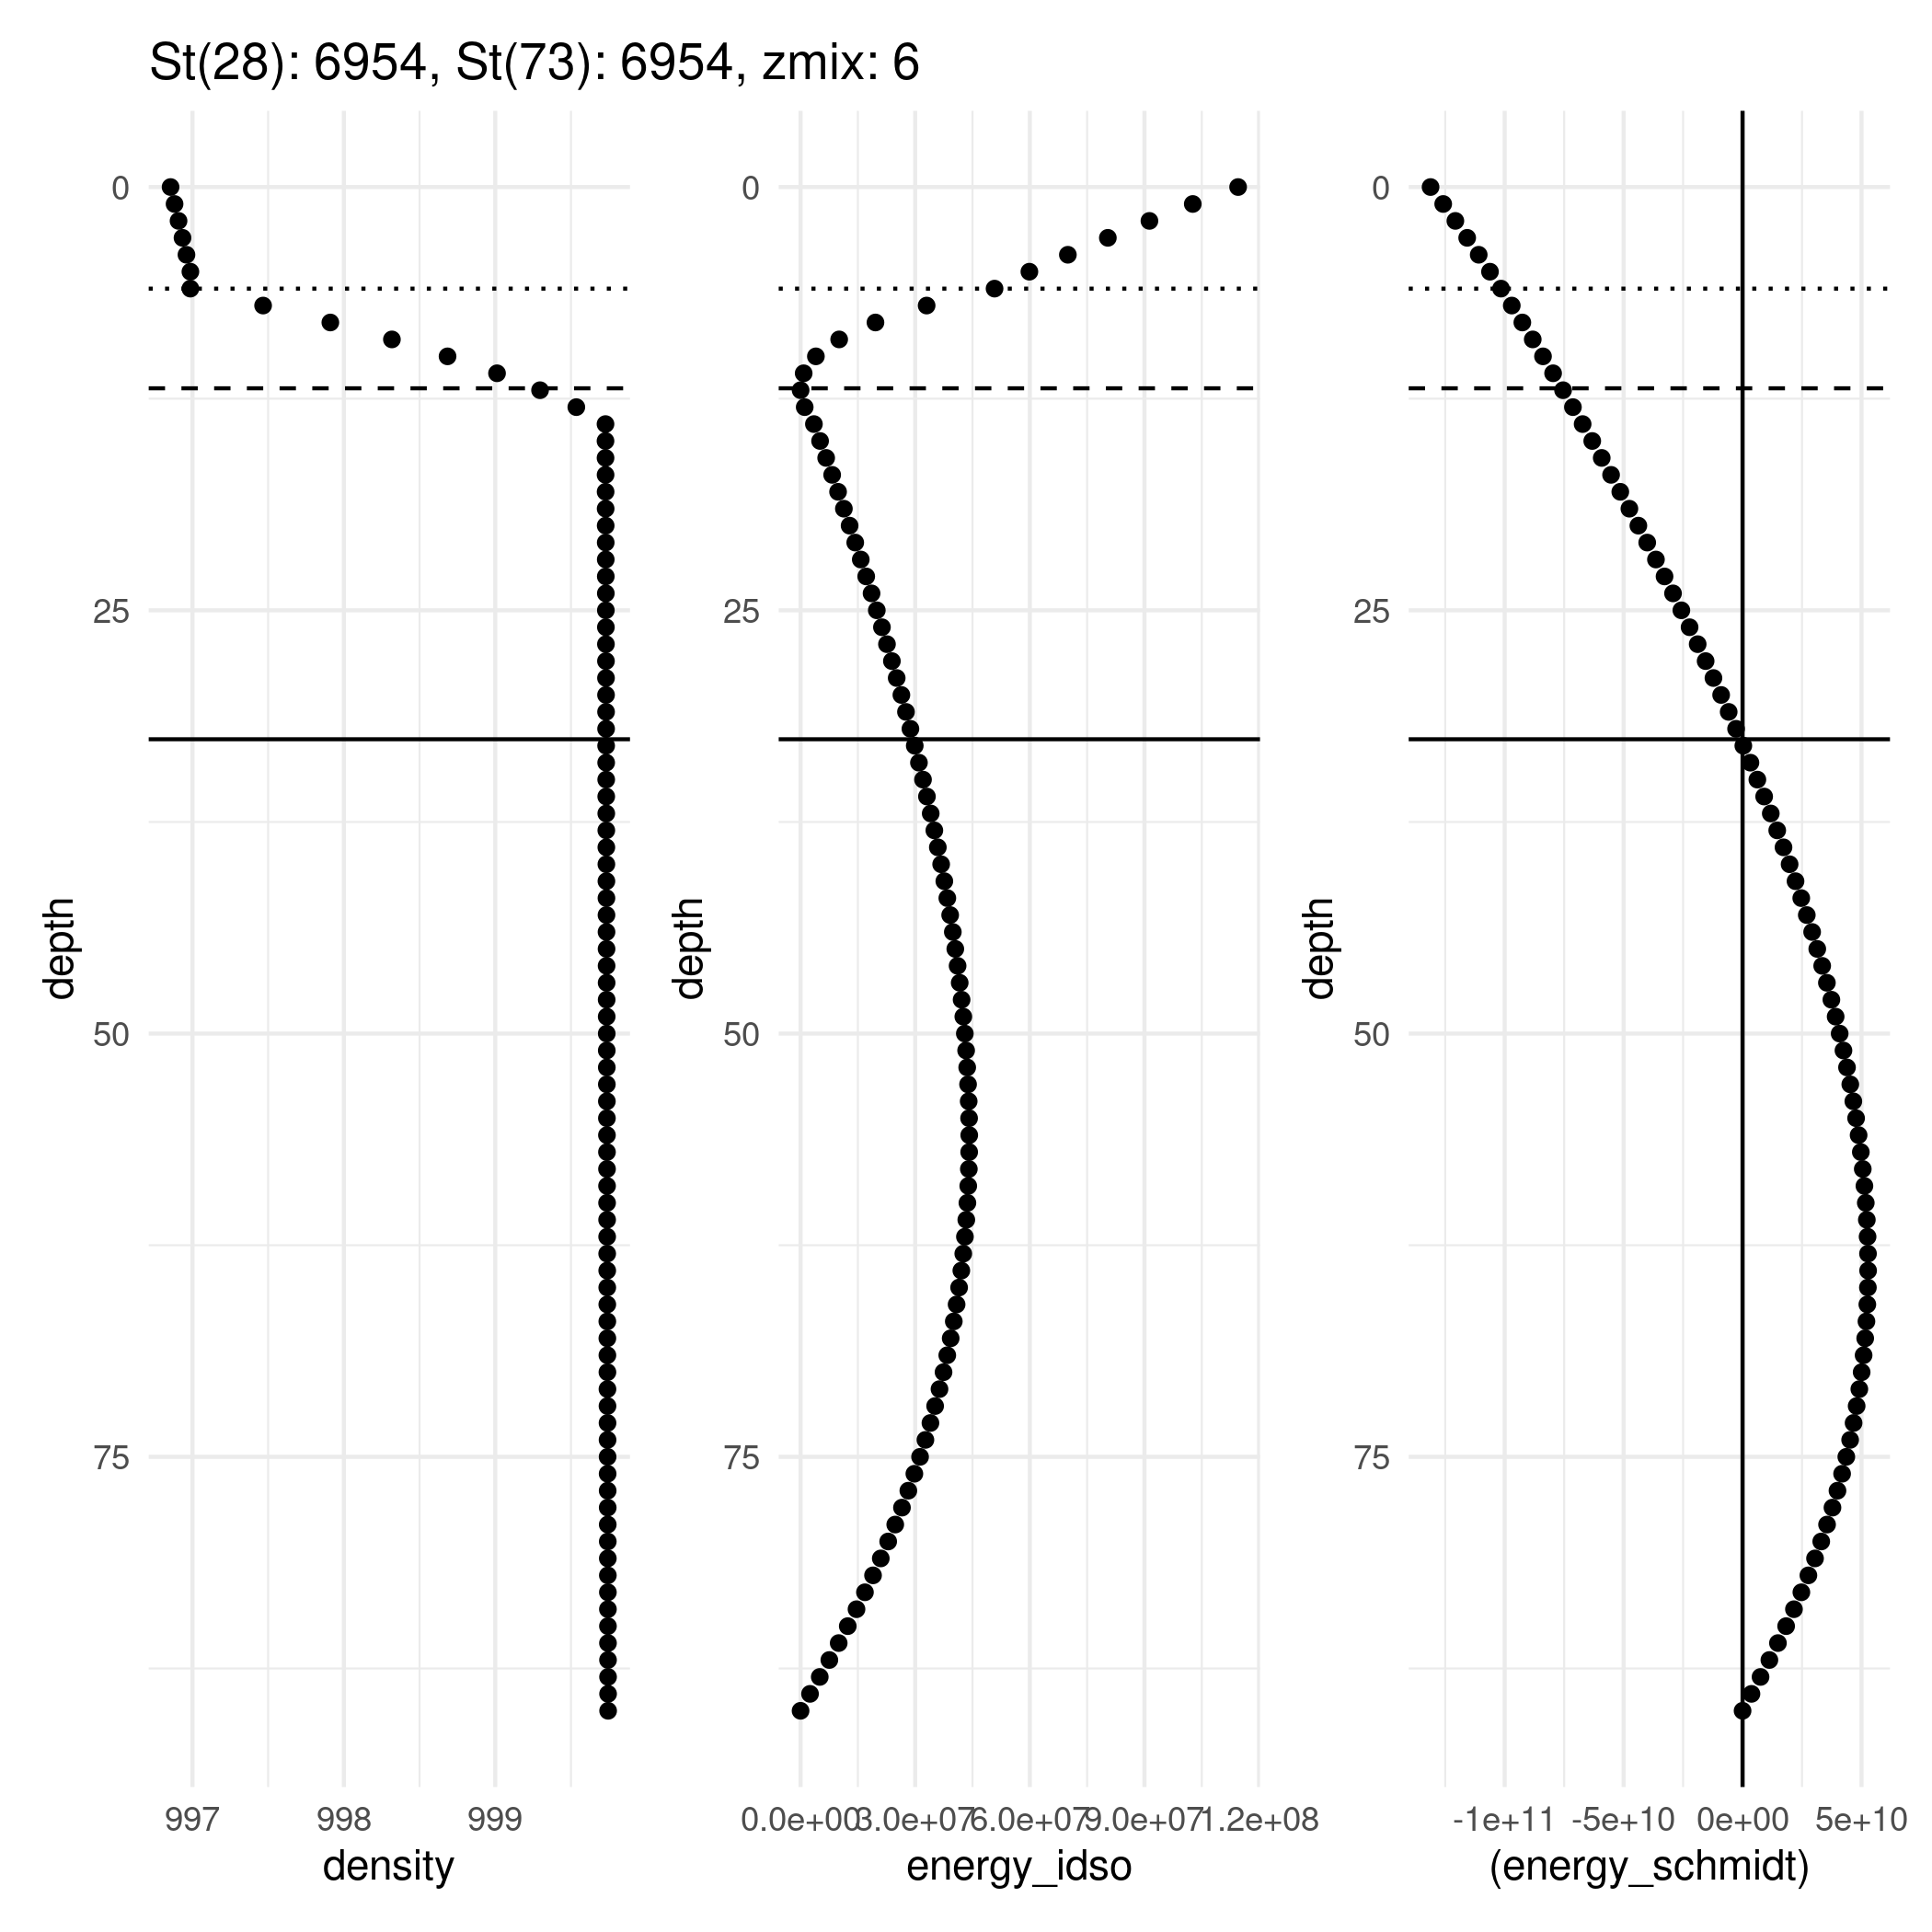 St(28): 6954, St(73): 6954, zmix: 6
0
25
50
75
depth
997 998 999
density
0
25
50
75
depth
0.0e+00 3.0e+07 6.0e+07 9.0e+07 1.2e+08
energy_idso
0
25
50
75
depth
-1e+11 -5e+10 0e+00 5e+10
(energy_schmidt)